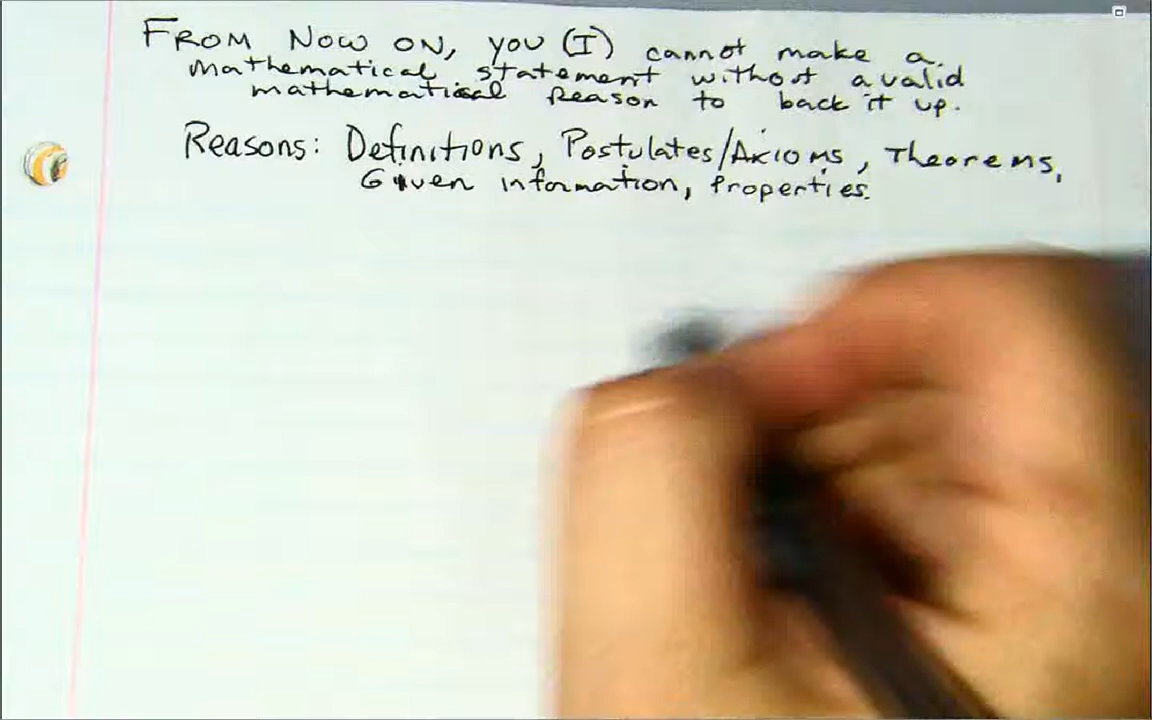 FROM NOW ON, you (I) cannot make a
mathematical statement without a valid
mathematical reason to back it up.
Reasons: Definitions, Postulates/Axioms, Theorems,
Given information, Properties.